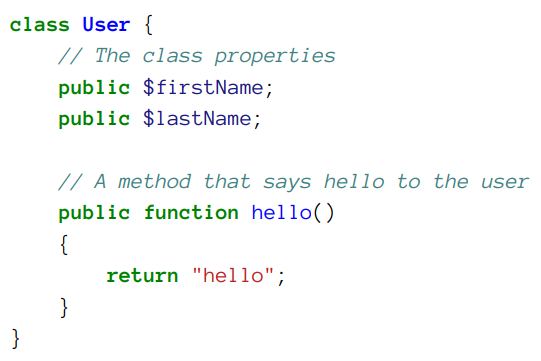 class User {
    // The class properties
    public $firstName;
    public $lastName;

    // A method that says hello to the user
    public function hello()
    {
        return "hello";
    }
}